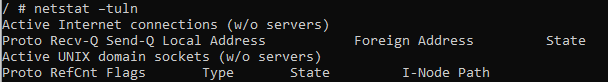 / # netstat –tuln
Active Internet connections (w/o servers)
Proto Recv-Q Send-Q Local Address           Foreign Address         State
Active UNIX domain sockets (w/o servers)
Proto RefCnt Flags       Type       State         I-Node Path